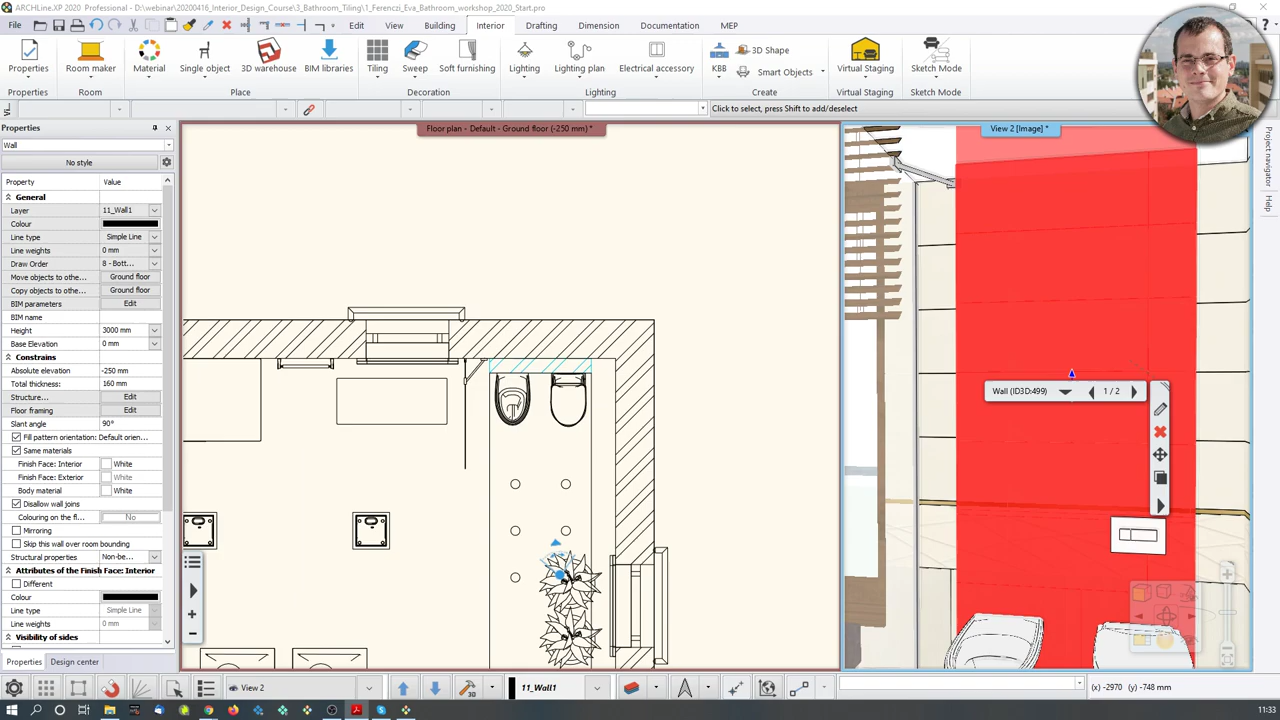 ARCHLine.XP 2020 S:\webinar\20200416_Interior_Design_Course\3_Bathroom_Tiling\1_Ferenczi_Eva_Bathroom_workshop_2020_Start.pro
File
Edit
View
Building
Interior
Drafting
Dimension
Documentation
MEP
Properties
Room maker
Material
Single object
3D warehouse
BIM libraries
Tiling
Sweep
Soft furnishing
Lighting
Lighting plan
Electrical accessory
KBB
3D Shape
Smart Objects
Virtual Staging
Sketch Mode
Properties
Room
Place
Decoration
Lighting
Create
Virtual Staging
Sketch Mode
Click to select, press Shift to add/deselect
Properties
Floor plan - Default - Ground floor (-250 mm) *
View 2 [Image] *
Wall
No style
Property Value
General
Layer 11_Wall1
Colour
Line type Simple Line
Line weights 0 mm
Draw Order 8 - Bott...
Move objects to othe... Ground floor
Copy objects to othe... Ground floor
BIM parameters Edit
BIM name
Height 3000 mm
Base Elevation 0 mm
Constrains
Absolute elevation -250 mm
Total thickness: 160 mm
Structure... Edit
Floor framing Edit
Slant angle 90°
Fill pattern orientation: Default orien...
Same materials
Finish Face: Interior White
Finish Face: Exterior White
Body material White
Disallow wall joins
Colouring on the fl... No
Mirroring
Skip this wall over room bounding
Structural properties Non-be...
Attributes of the Finish Face: Interior
Different
Colour
Line type Simple Line
Line weights 0 mm
Visibility of sides
Properties
Design center
Wall (ID3D:499)
1 / 2
Project navigator
Help
View 2
11_Wall1
(x) -2970 (y) -748 mm
11:33